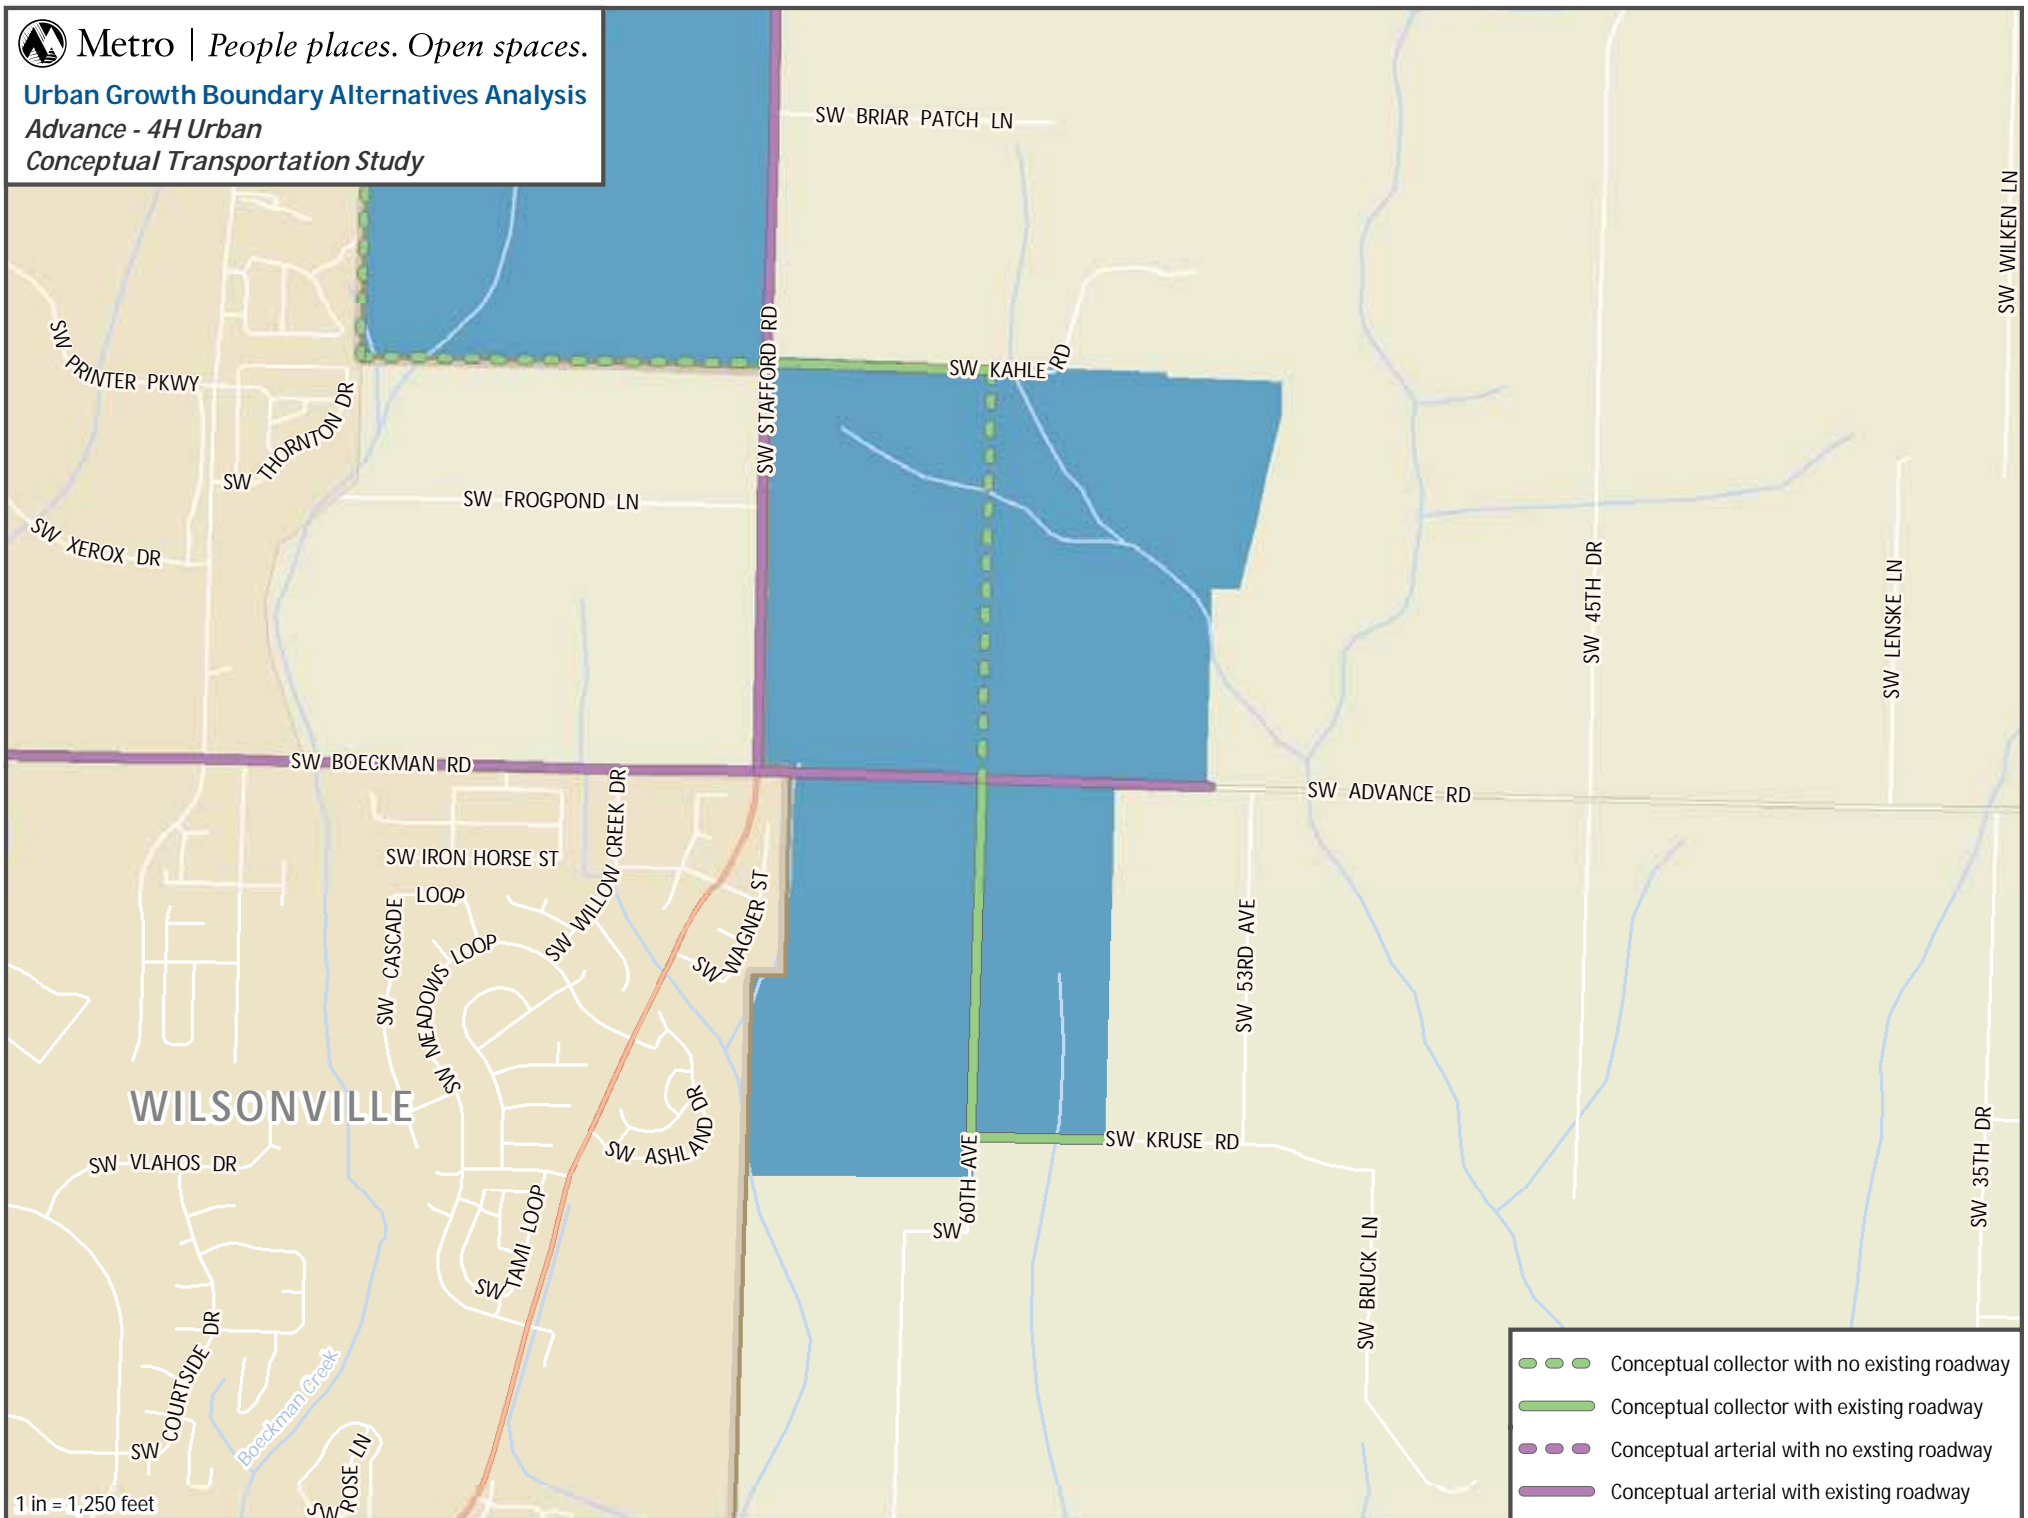 Metro | People places. Open spaces.
Urban Growth Boundary Alternatives Analysis
Advance - 4H Urban
Conceptual Transportation Study
SW BRIAR PATCH LN
SW WILKEN LN
SW STAFFORD RD
SW KAHLE RD
SW PRINTER PKWY
SW THORNTON DR
SW FROGPOND LN
SW XEROX DR
SW 45TH DR
SW LENSKE LN
SW BOECKMAN RD
SW ADVANCE RD
SW WILLOW CREEK DR
SW IRON HORSE ST
SW CASCADE LOOP
SW MEADOWS LOOP
SW WAGNER ST
SW 53RD AVE
WILSONVILLE
SW ASHLAND DR
SW KRUSE RD
SW 60TH AVE
SW VLAHOS DR
SW TAMI LOOP
SW 35TH DR
SW BRUCK LN
SW COURTSIDE DR
Boeckman Creek
SW ROSE LN
1 in = 1,250 feet
Conceptual collector with no existing roadway
Conceptual collector with existing roadway
Conceptual arterial with no exsting roadway
Conceptual arterial with existing roadway